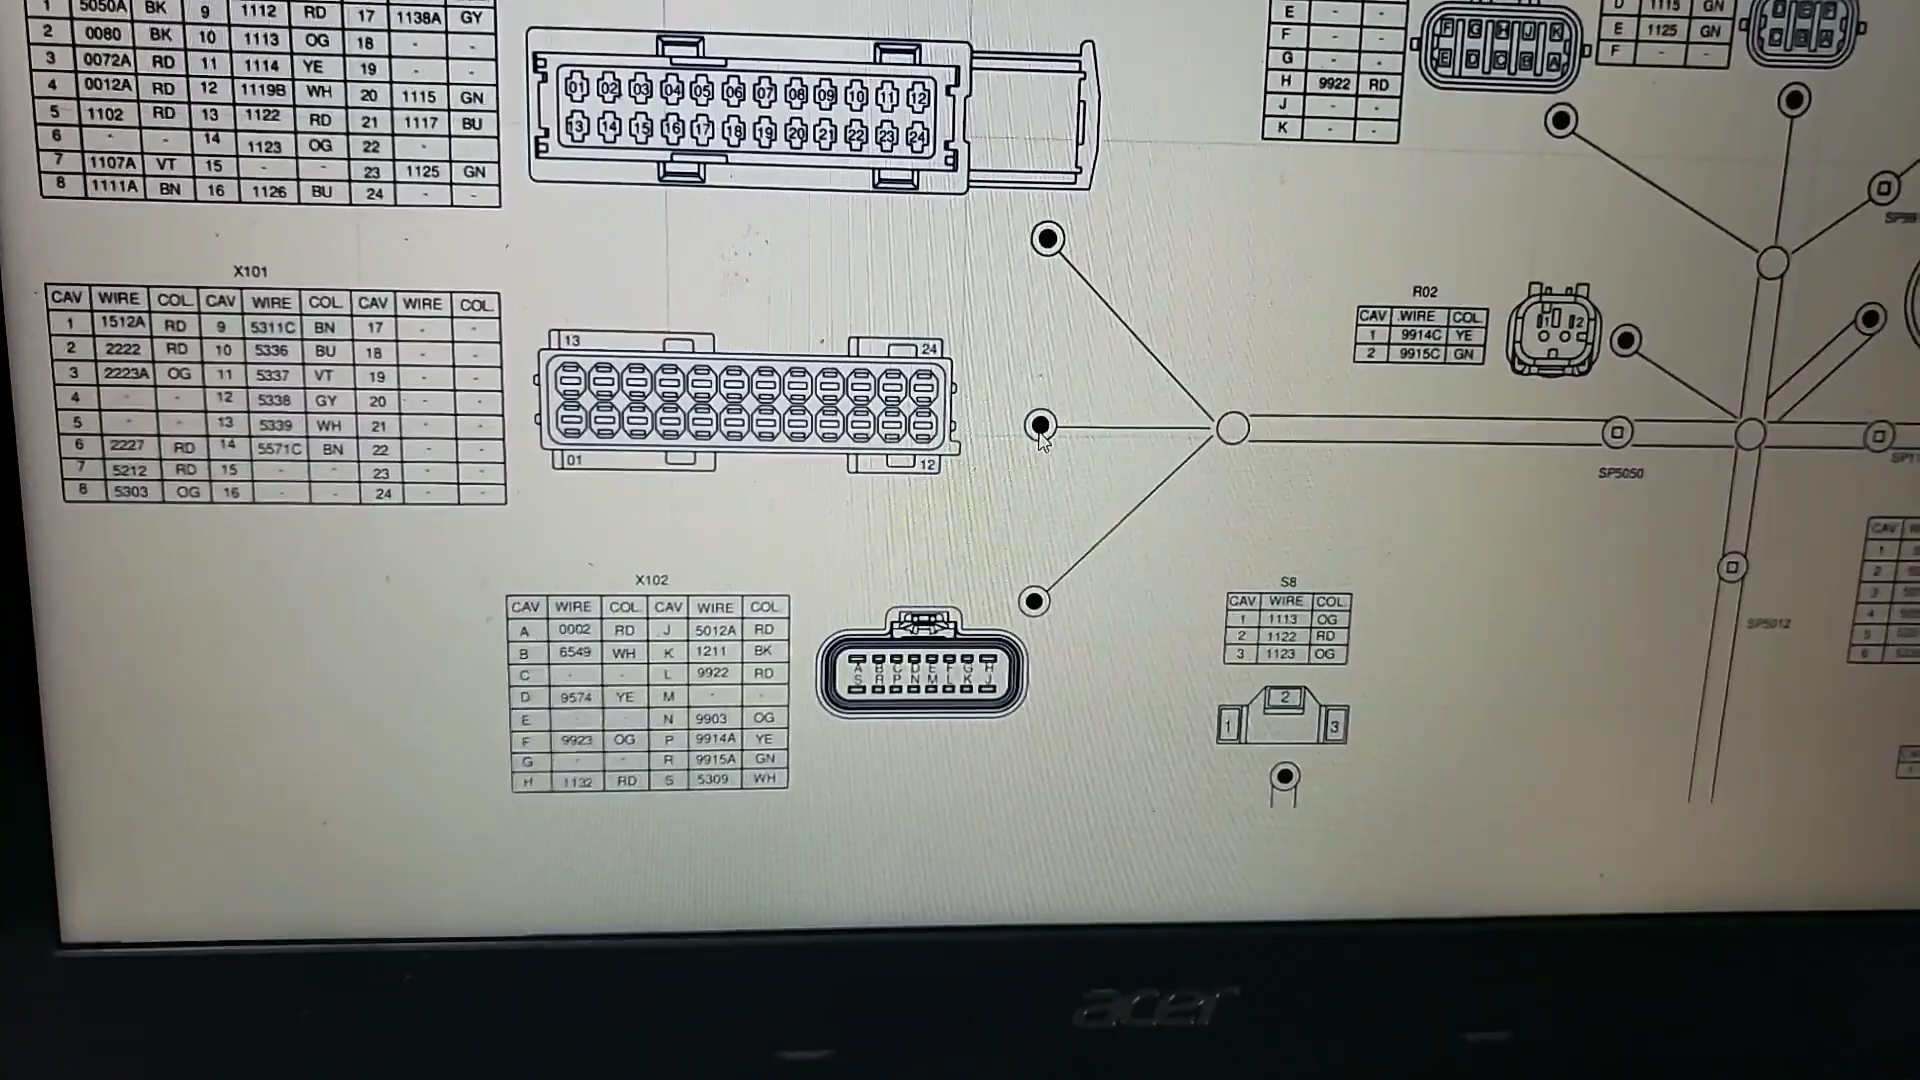 1 5050A BK 9 1112 RD 17 1138A GY
2 0080 BK 10 1113 OG 18 - -
3 0072A RD 11 1114 YE 19 - -
4 0012A RD 12 1119B WH 20 1115 GN
5 1102 RD 13 1122 RD 21 1117 BU
6 - - 14 1123 OG 22 -
7 1107A VT 15 - - 23 1125 GN
8 1111A BN 16 1126 BU 24 - -
01 02 03 04 05 06 07 08 09 10 11 12
13 14 15 16 17 18 19 20 21 22 23 24
E - -
F - -
G - -
H 9922 RD
J - -
K - -
F G H J K
E D C B A
D 1115 GN
E 1125 GN
F - -
D E F
C B A
X101
CAV WIRE COL. CAV WIRE COL. CAV WIRE COL.
1 1512A RD 9 5311C BN 17 - -
2 2222 RD 10 5336 BU 18 - -
3 2223A OG 11 5337 VT 19 - -
4 - - 12 5338 GY 20 - -
5 - - 13 5339 WH 21 - -
6 2227 RD 14 5571C BN 22 - -
7 5212 RD 15 - - 23 - -
8 5303 OG 16 - - 24 - -
13 24
01 12
R02
CAV WIRE COL.
1 9914C YE
2 9915C GN
1 2
SP5050
SP5012
X102
CAV WIRE COL. CAV WIRE COL.
A 0002 RD J 5012A RD
B 6549 WH K 1211 BK
C - - L 9922 RD
D 9574 YE M - -
E - - N 9903 OG
F 9923 OG P 9914A YE
G - - R 9915A GN
H 1132 RD S 5309 WH
A B C D E F G H
S R P N M L K J
S8
CAV WIRE COL.
1 1113 OG
2 1122 RD
3 1123 OG
2
1 3
CAV
1
2
3
4
5
6
acer